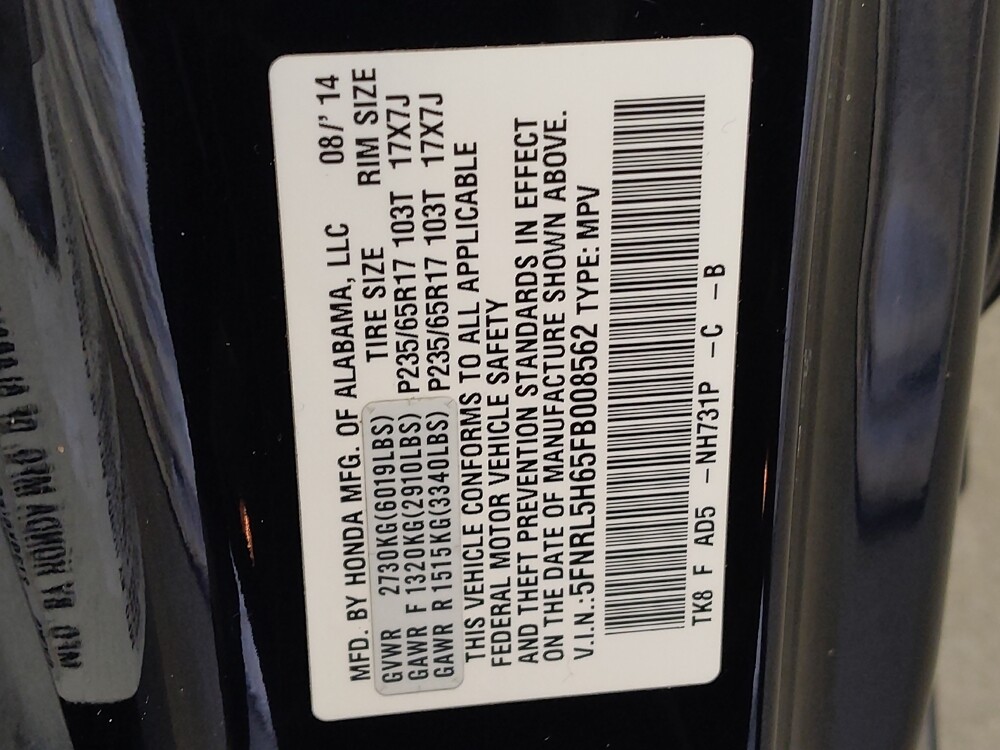 MFD. BY HONDA MFG. OF ALABAMA, LLC 08/' 14
TIRE SIZE RIM SIZE
GVWR 2730KG(6019LBS)
GAWR F 1320KG(2910LBS) P235/65R17 103T 17X7J
GAWR R 1515KG(3340LBS) P235/65R17 103T 17X7J
THIS VEHICLE CONFORMS TO ALL APPLICABLE
FEDERAL MOTOR VEHICLE SAFETY
AND THEFT PREVENTION STANDARDS IN EFFECT
ON THE DATE OF MANUFACTURE SHOWN ABOVE.
V.I.N.:5FNRL5H65FB008562 TYPE: MPV
TK8 F AD5 -NH731P -C -B